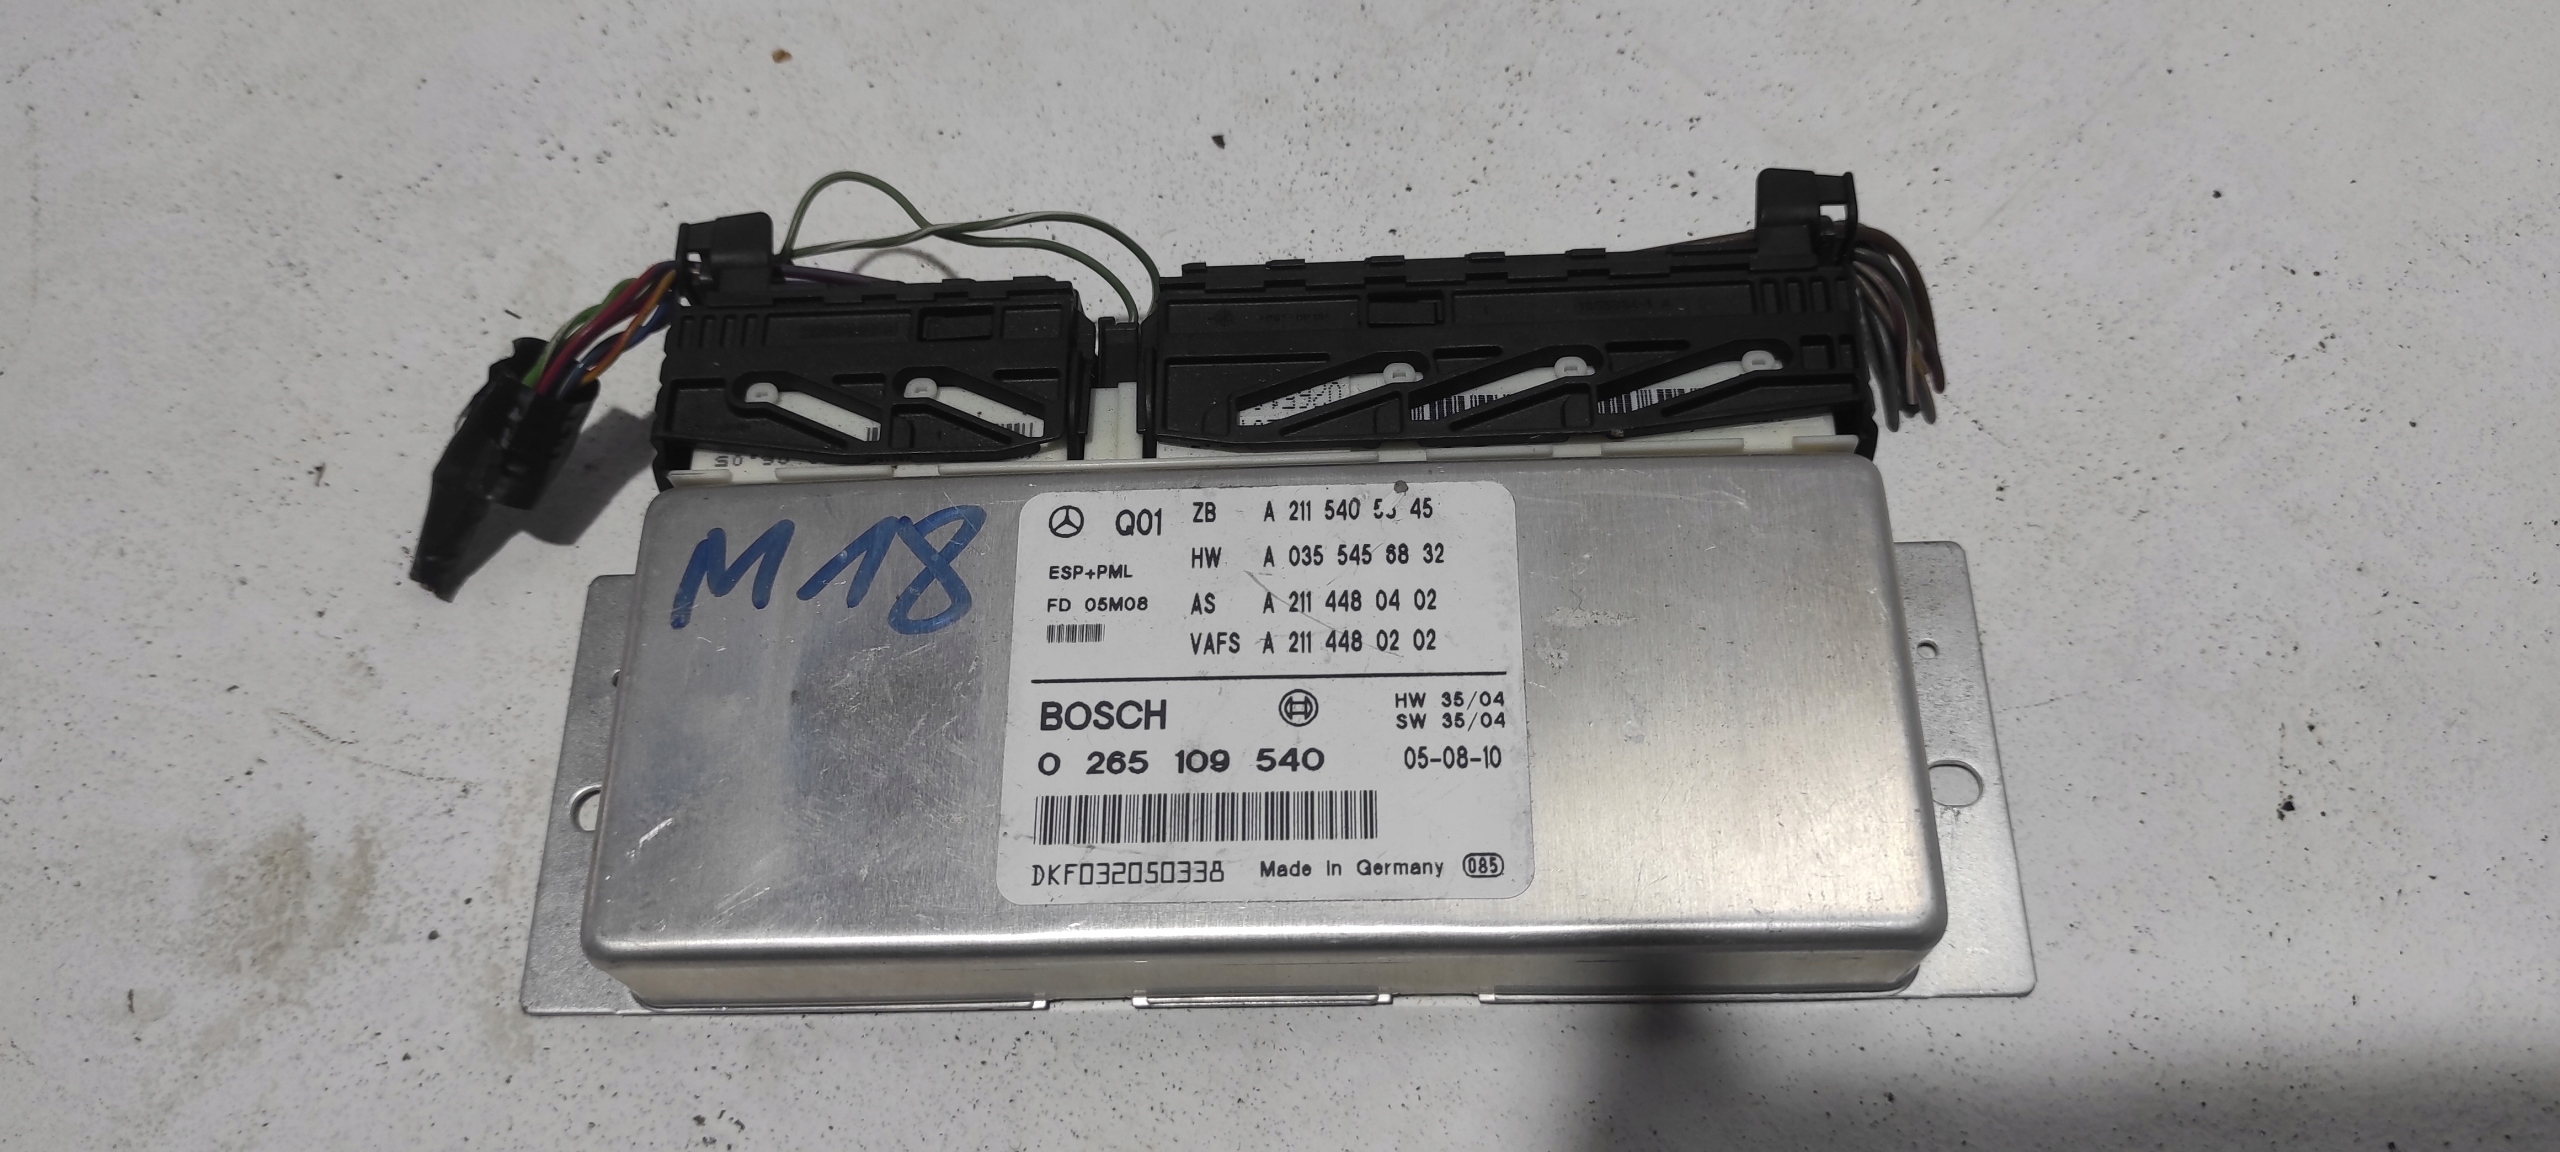 M18
Q01
ZB A 211 540 45
HW A 035 545 68 32
ESP+PML
FD 05M08
AS A 211 448 04 02
VAFS A 211 448 02 02
BOSCH
HW 35/04
SW 35/04
0 265 109 540
05-08-10
DKF032050338
Made in Germany
085